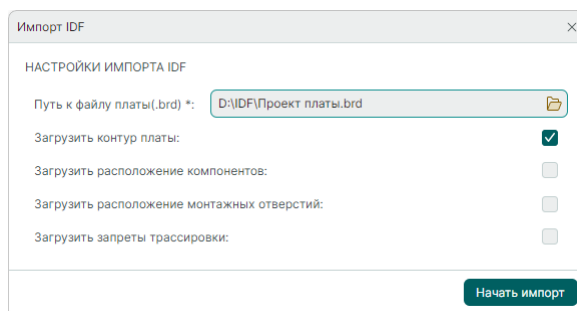 Импорт IDF
НАСТРОЙКИ ИМПОРТА IDF
Путь к файлу платы(.brd) *: D:\IDF\Проект платы.brd
Загрузить контур платы:
Загрузить расположение компонентов:
Загрузить расположение монтажных отверстий:
Загрузить запреты трассировки:
Начать импорт